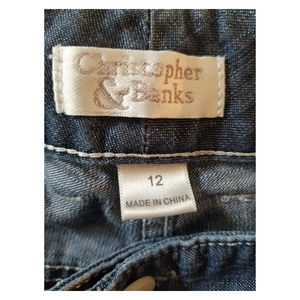 Christopher
& Banks
12
MADE IN CHINA